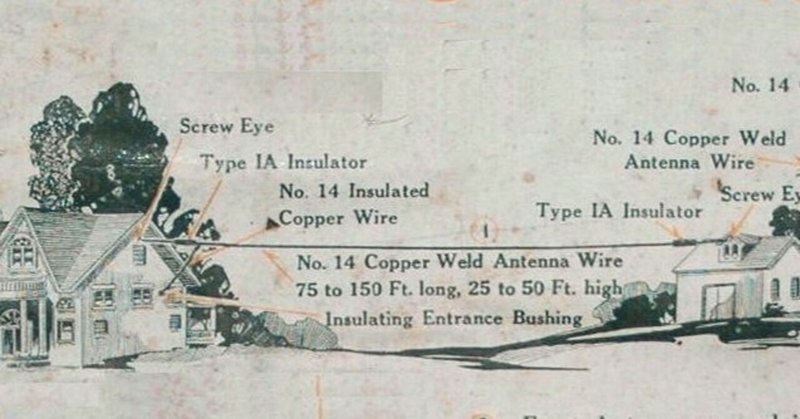 No. 14
Screw Eye
No. 14 Copper Weld
Antenna Wire
Type IA Insulator
No. 14 Insulated
Copper Wire
Screw Ey
Type IA Insulator
No. 14 Copper Weld Antenna Wire
75 to 150 Ft. long, 25 to 50 Ft. high
Insulating Entrance Bushing